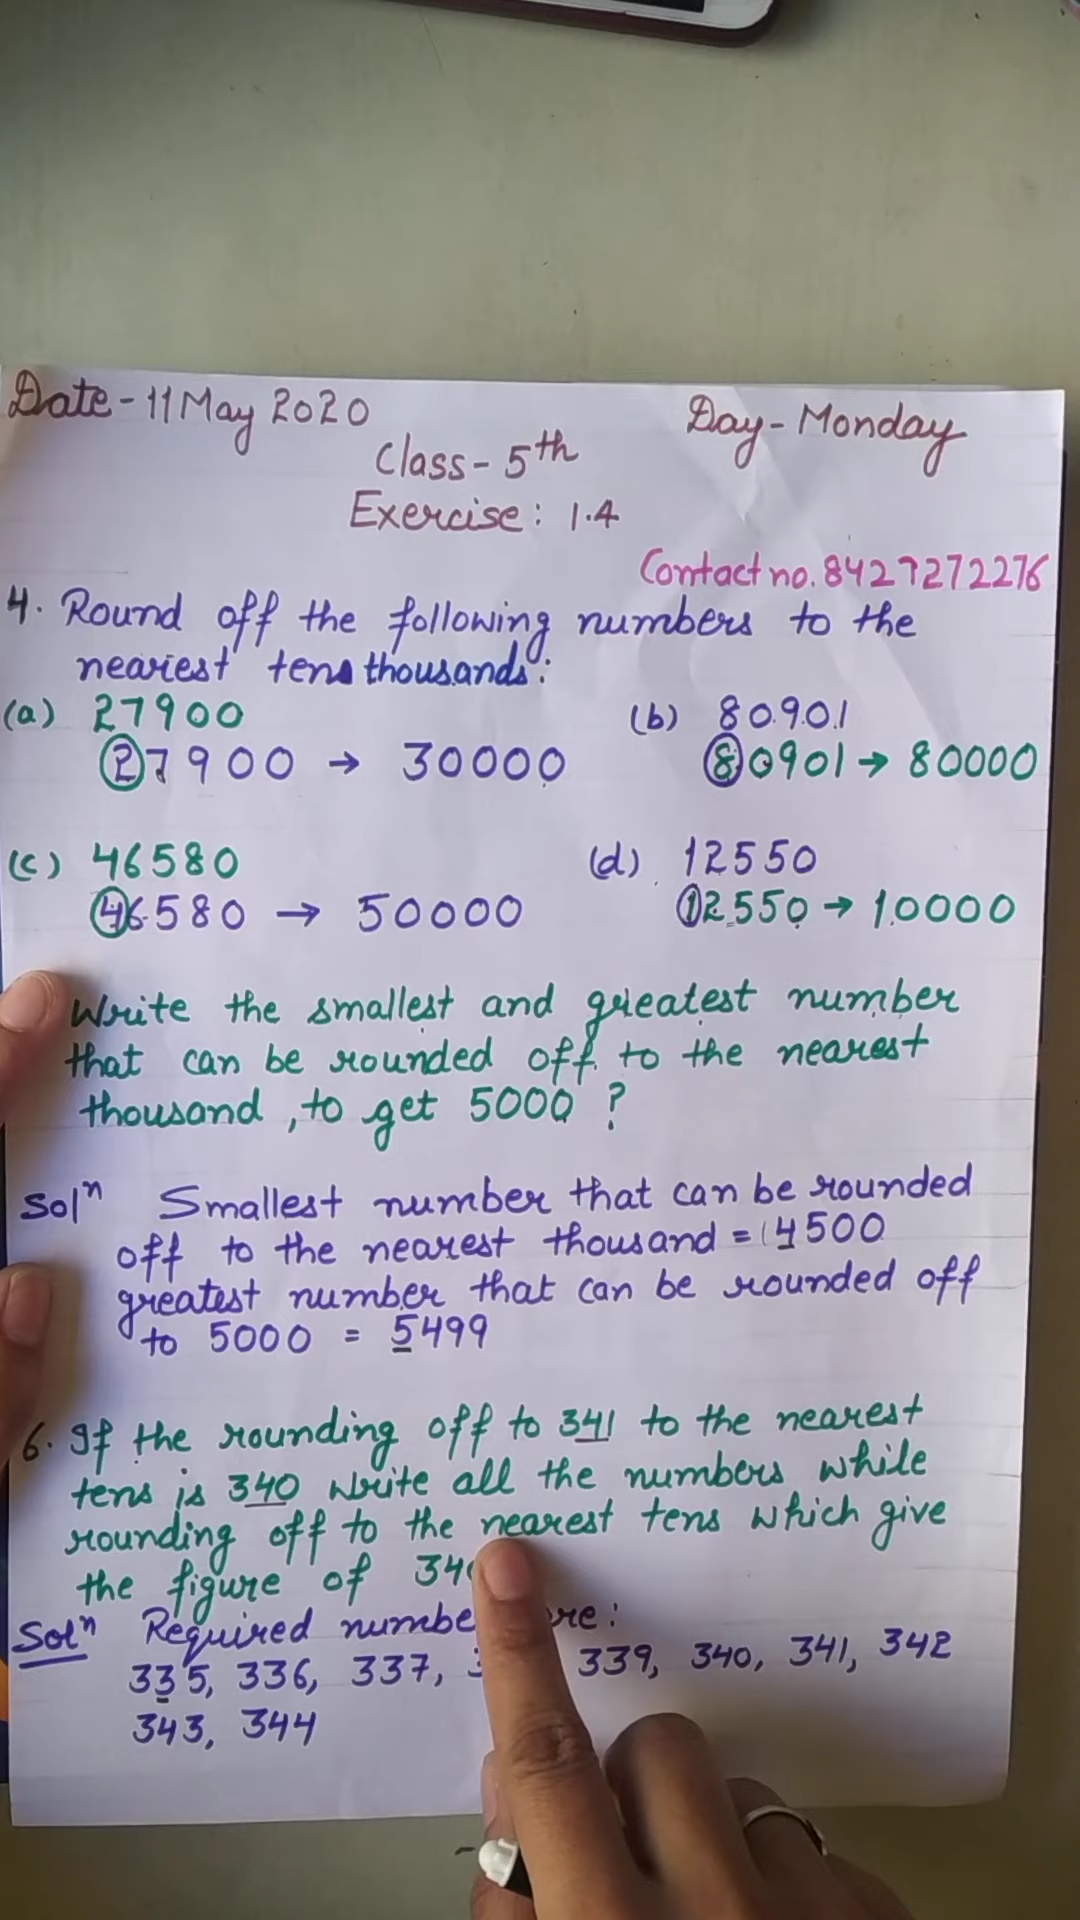 Date - 11 May 2020
Day - Monday
Class - 5th
Exercise : 1.4
Contact no. 8427272276
4. Round off the following numbers to the
nearest tens thousands :
(a) 27900
(b) 80901
27900 → 30000
80901 → 80000
(c) 46580
(d) 12550
46580 → 50000
12550 → 10000
Write the smallest and greatest number
that can be rounded off to the nearest
thousand, to get 5000 ?
Solⁿ Smallest number that can be rounded
off to the nearest thousand = 4500
greatest number that can be rounded off
to 5000 = 5499
6. If the rounding off to 341 to the nearest
tens is 340 write all the numbers while
rounding off to the nearest tens which give
the figure of
Solⁿ Required
335, 336, 337, 339, 340, 341, 342
343, 344